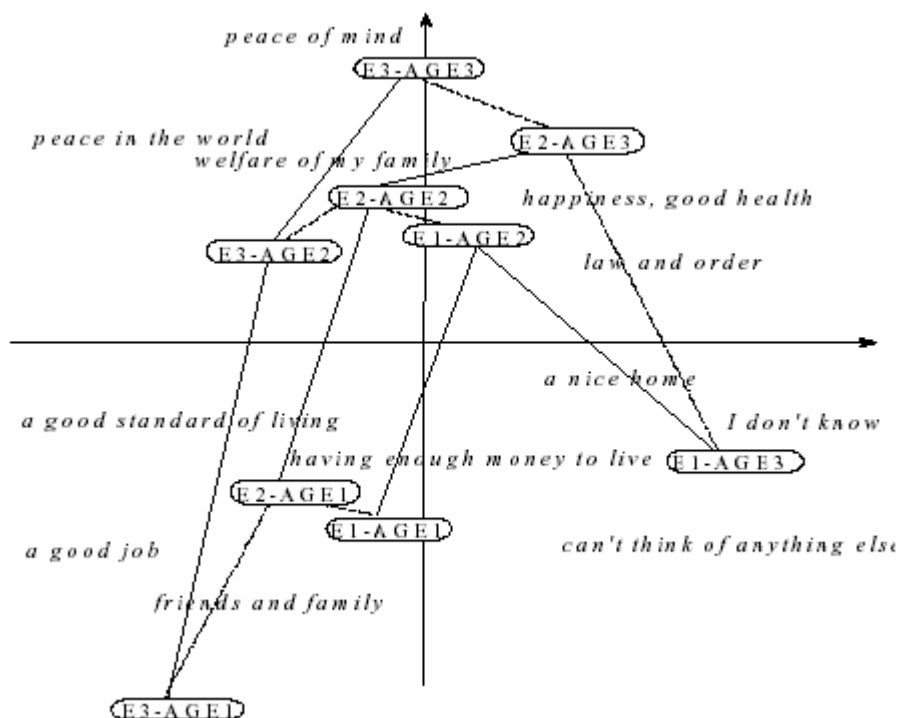 peace of mind
E3-AGE3
peace in the world
E2-AGE3
welfare of my family
E2-AGE2
happiness, good health
E1-AGE2
E3-AGE2
law and order
a nice home
a good standard of living
I don't know
having enough money to live
E1-AGE3
E2-AGE1
E1-AGE1
a good job
can't think of anything else
friends and family
E3-AGE1